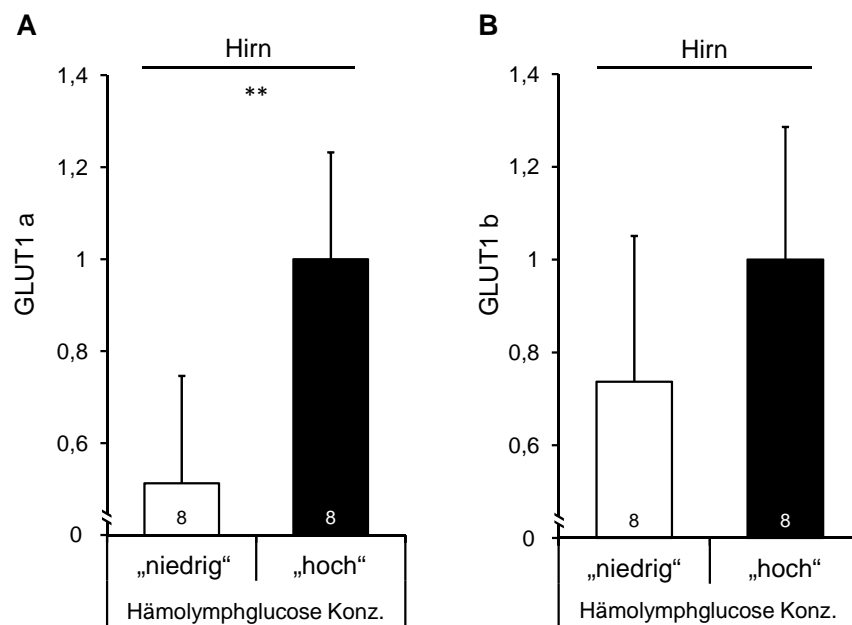 A
Hirn
**
1,4
1,2
1
0,8
0,6
0
GLUT1 a
8
8
„niedrig“
„hoch“
Hämolymphglucose Konz.
B
Hirn
1,4
1,2
1
0,8
0,6
0
GLUT1 b
8
8
„niedrig“
„hoch“
Hämolymphglucose Konz.